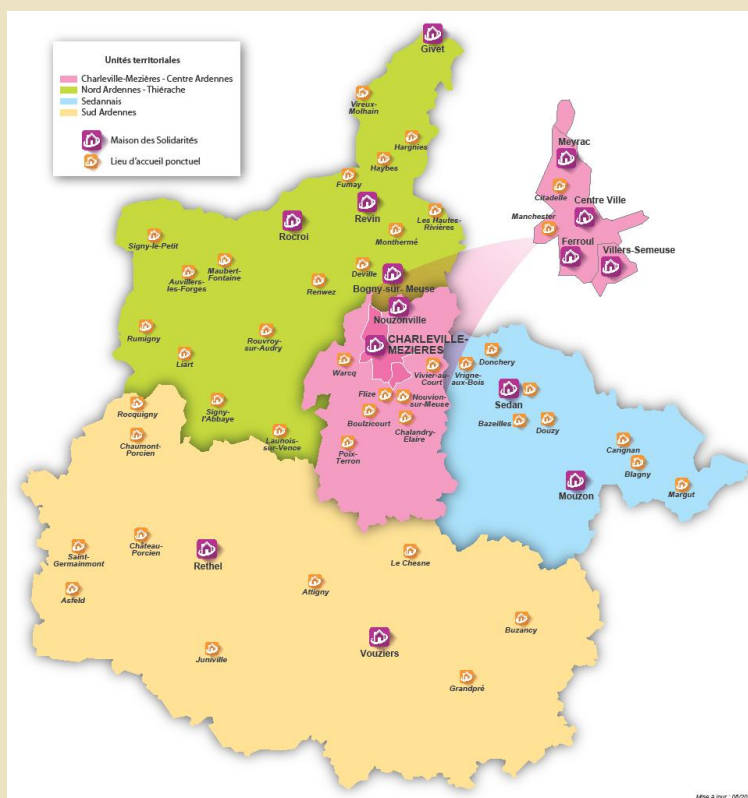 Unités territoriales
Charleville-Mezières - Centre Ardennes
Nord Ardennes - Thiérache
Sedannais
Sud Ardennes
Maison des Solidarités
Lieu d'accueil ponctuel
Givet
Vireux-
Molhain
Hargnies
Haybes
Fumay
Revin
Rocroi
Les Hautes-
Rivières
Monthermé
Signy-le-Petit
Maubert-
Fontaine
Auvillers-
les-Forges
Deville
Renwez
Bogny-sur- Meuse
Nouzonville
CHARLEVILLE-
MEZIERES
Rumigny
Liart
Rouvroy-
sur-Audry
Signy-
l'Abbaye
Launois-
sur-Vence
Meyrac
Citadelle
Centre Ville
Manchester
Ferroul
Villers-Semeuse
Warcq
Vivier-au-
Court
Flize
Nouvion-
sur-Meuse
Boulzicourt
Chalandry-
Elaire
Poix-
Terron
Donchery
Vrigne-
aux-Bois
Sedan
Bazeilles
Douzy
Carignan
Blagny
Margut
Mouzon
Rocquigny
Chaumont-
Porcien
Château-
Porcien
Saint-
Germainmont
Rethel
Asfeld
Le Chesne
Attigny
Buzancy
Juniville
Vouziers
Grandpré